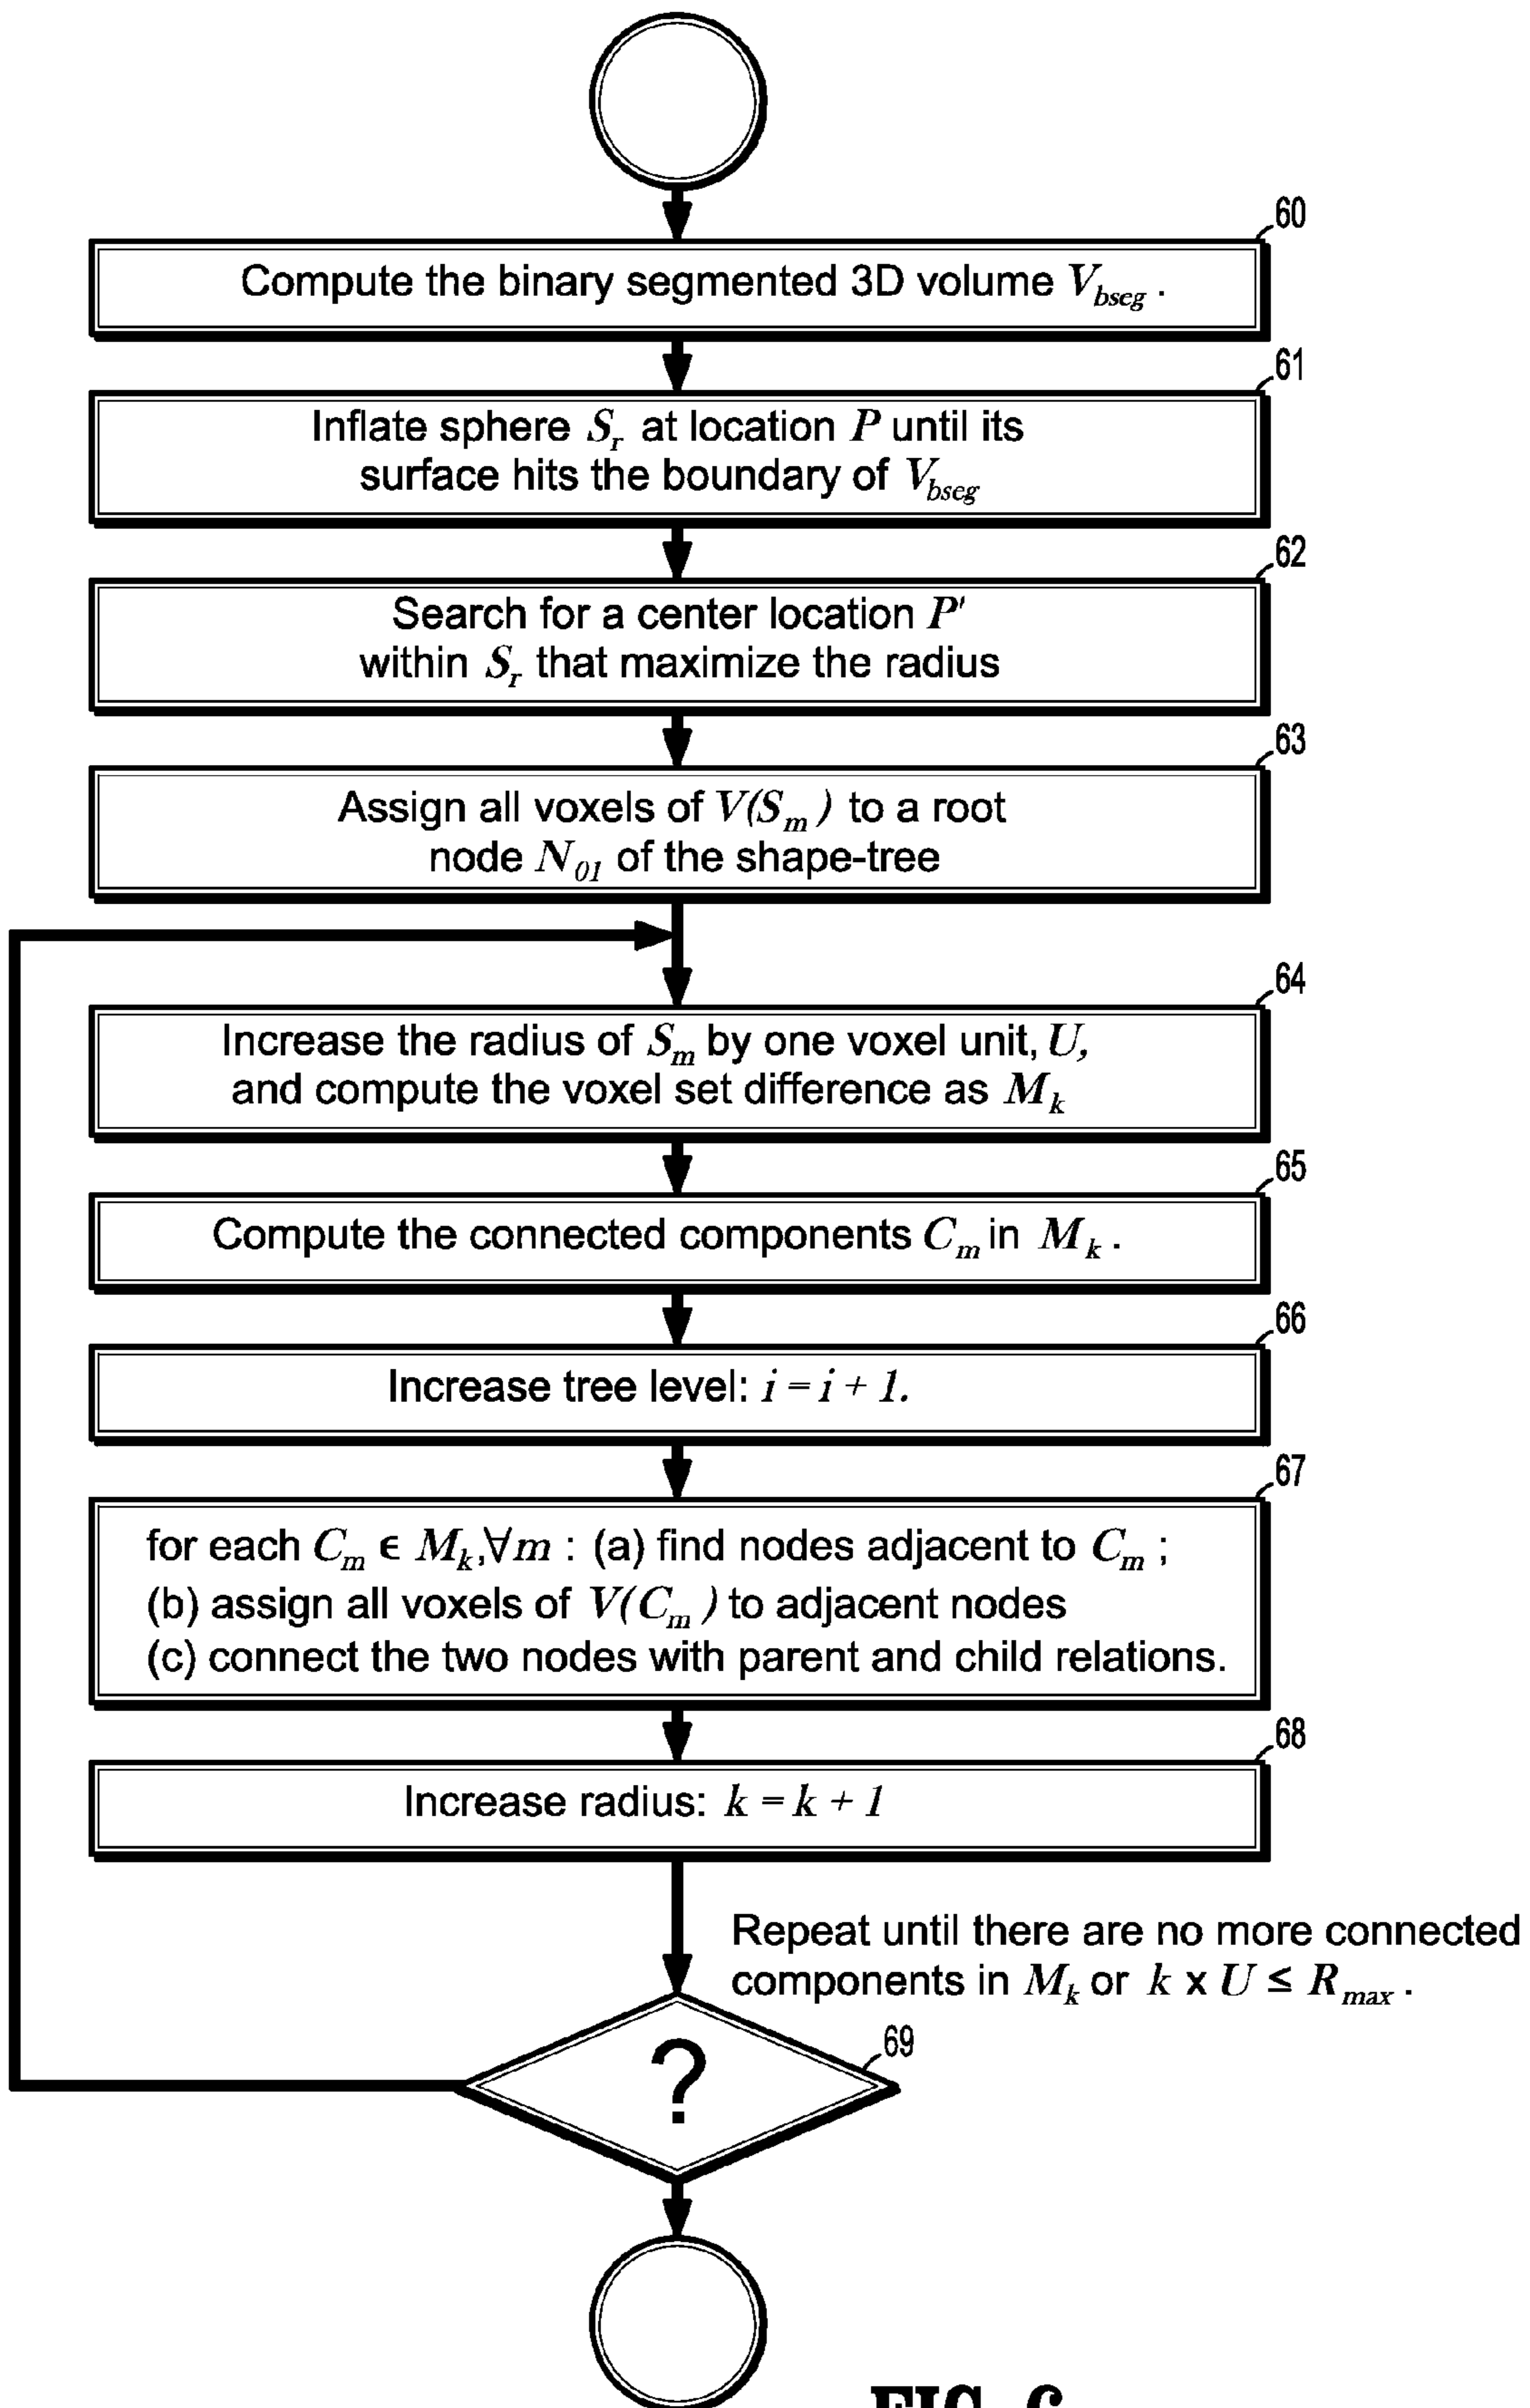 60
Compute the binary segmented 3D volume V_bseg .
61
Inflate sphere S_r at location P until its
surface hits the boundary of V_bseg
62
Search for a center location P'
within S_r that maximize the radius
63
Assign all voxels of V(S_m) to a root
node N_01 of the shape-tree
64
Increase the radius of S_m by one voxel unit, U,
and compute the voxel set difference as M_k
65
Compute the connected components C_m in M_k .
66
Increase tree level: i = i + 1.
67
for each C_m ϵ M_k,∀m : (a) find nodes adjacent to C_m ;
(b) assign all voxels of V(C_m) to adjacent nodes
(c) connect the two nodes with parent and child relations.
68
Increase radius: k = k + 1
Repeat until there are no more connected
components in M_k or k x U ≤ R_max .
69
?
FIG. 6